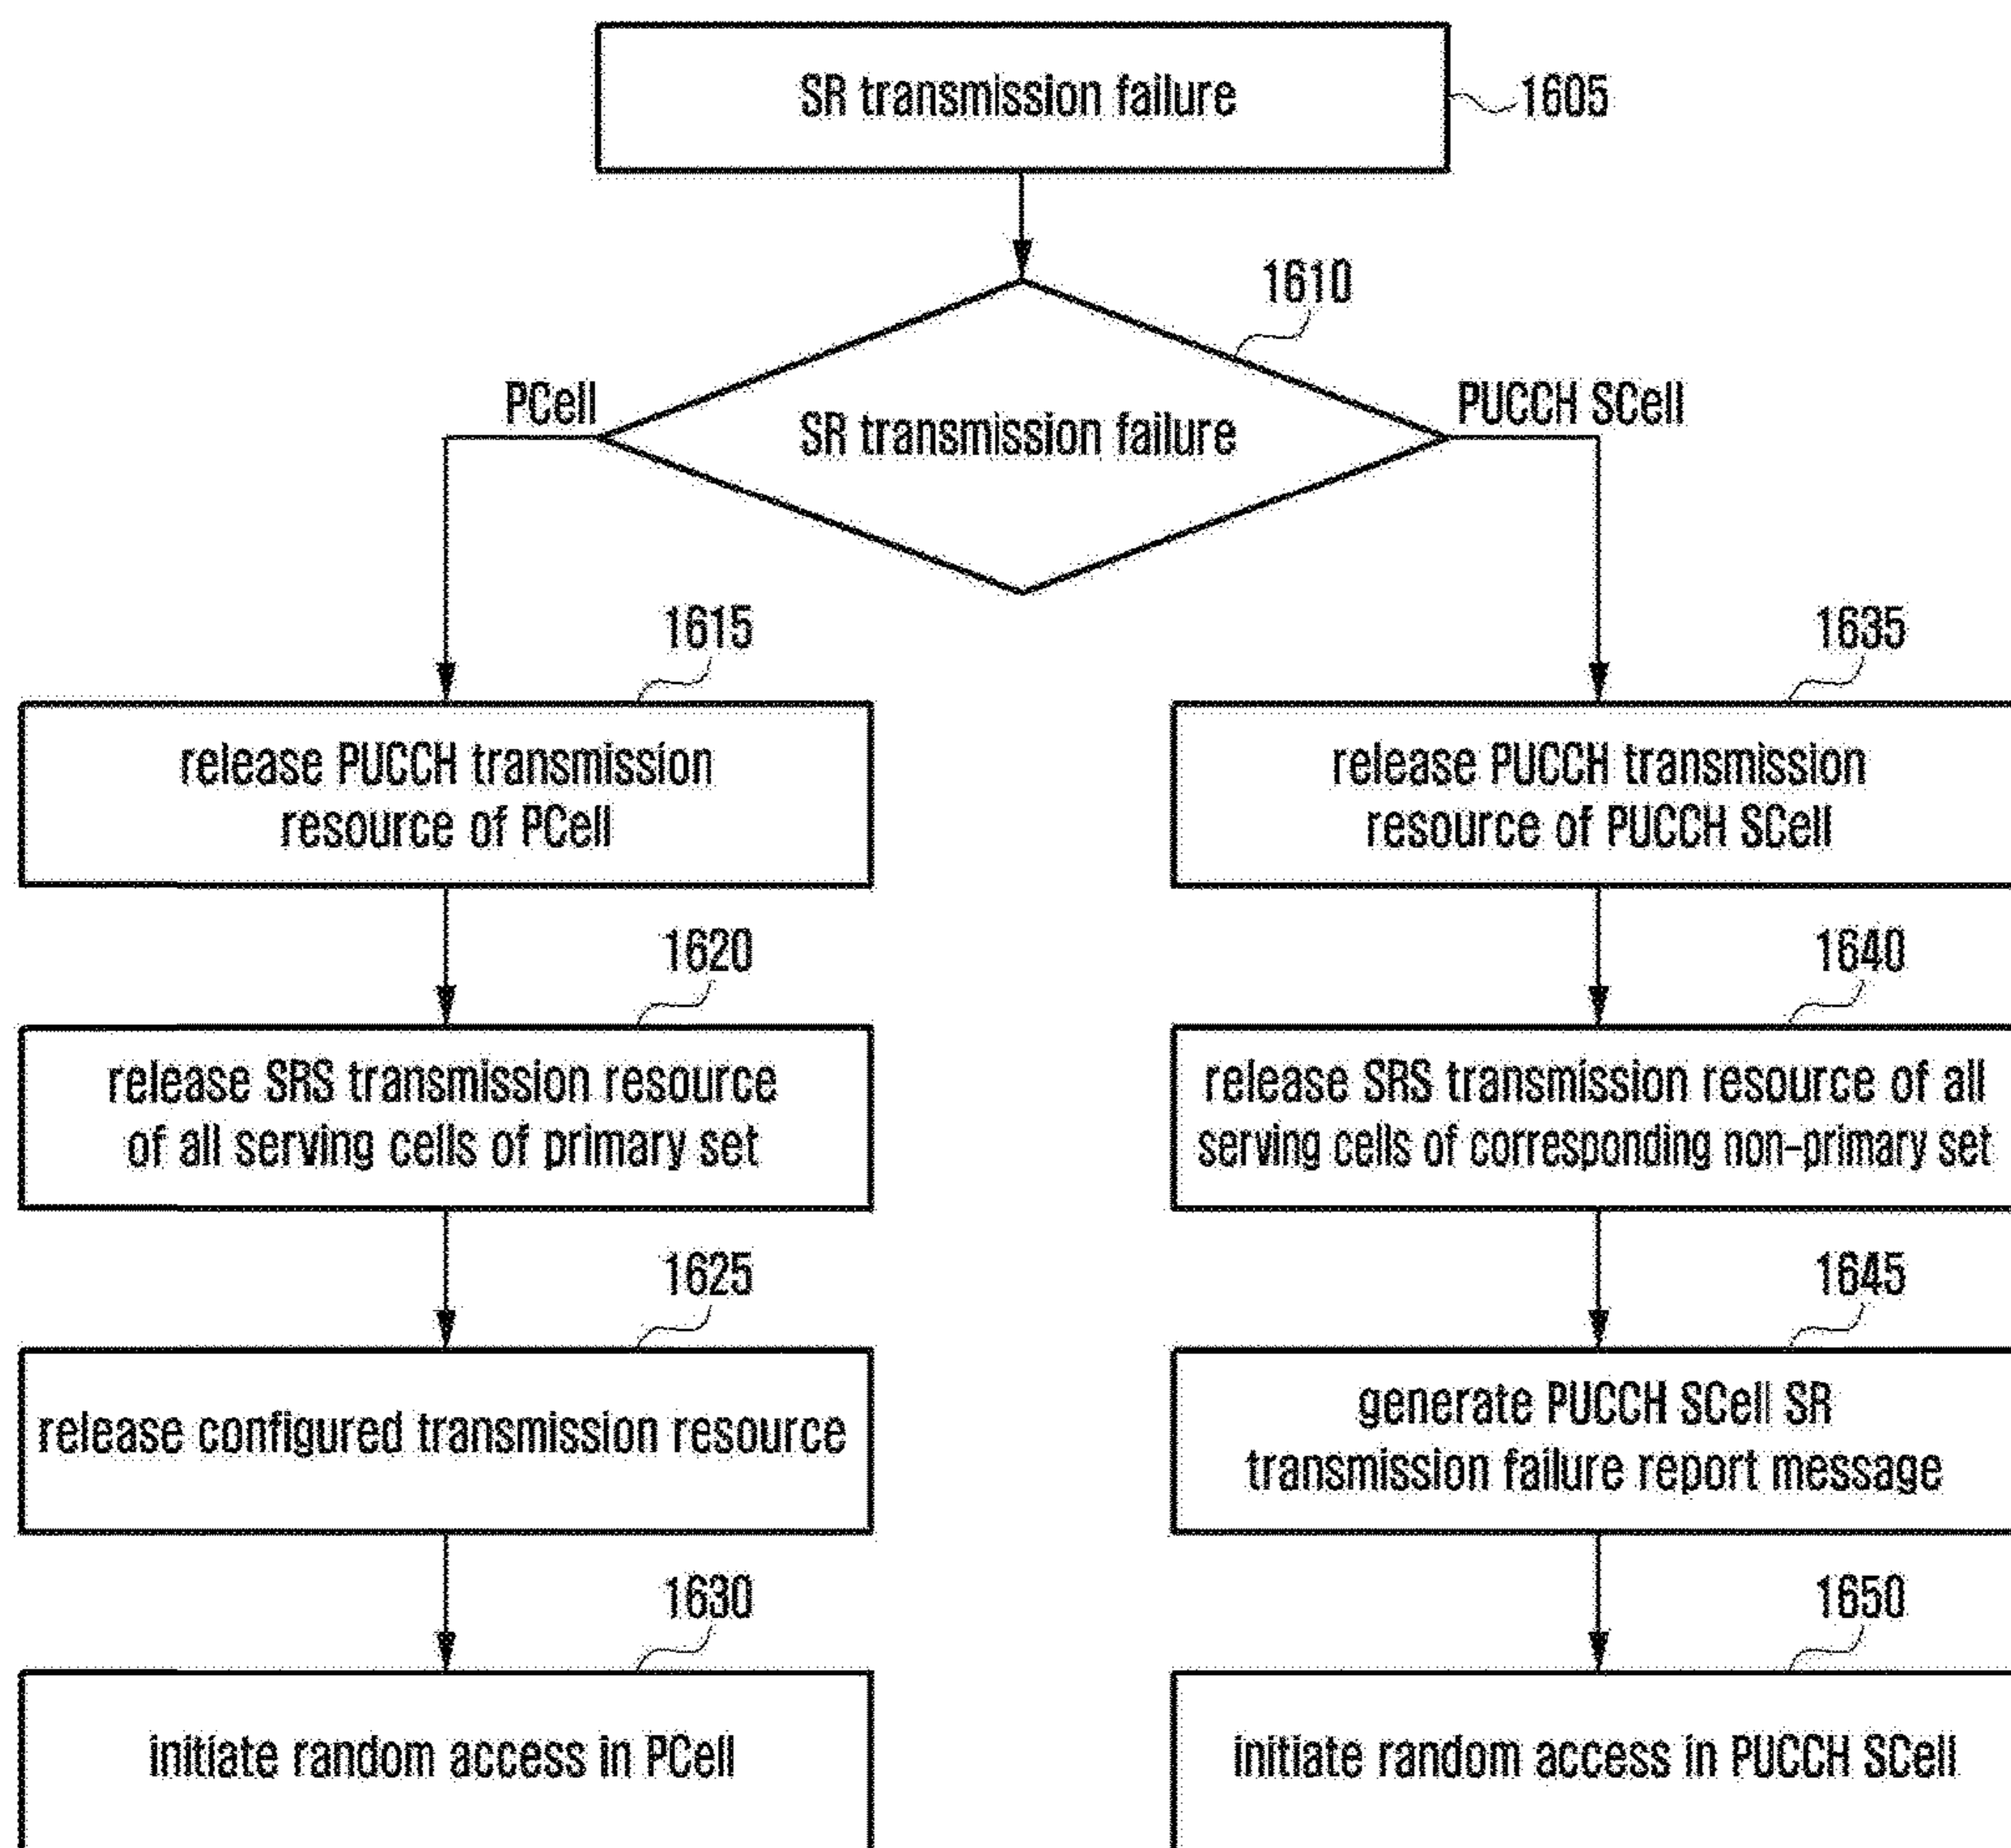 SR transmission failure
1605
1610
PCell
SR transmission failure
PUCCH SCell
1615
release PUCCH transmission
resource of PCell
1620
release SRS transmission resource
of all serving cells of primary set
1625
release configured transmission resource
1630
initiate random access in PCell
1635
release PUCCH transmission
resource of PUCCH SCell
1640
release SRS transmission resource of all
serving cells of corresponding non-primary set
1645
generate PUCCH SCell SR
transmission failure report message
1650
initiate random access in PUCCH SCell